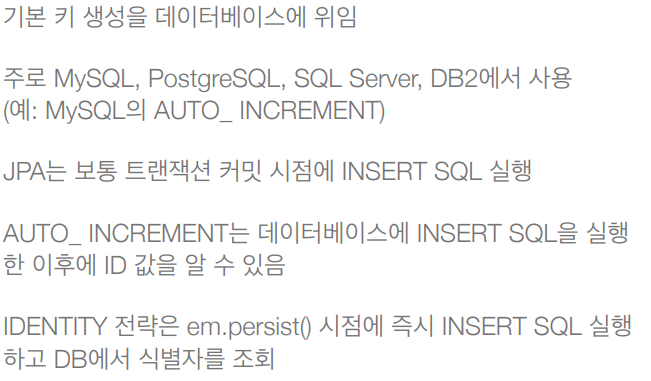 기본 키 생성을 데이터베이스에 위임
주로 MySQL, PostgreSQL, SQL Server, DB2에서 사용
(예: MySQL의 AUTO_ INCREMENT)
JPA는 보통 트랜잭션 커밋 시점에 INSERT SQL 실행
AUTO_ INCREMENT는 데이터베이스에 INSERT SQL을 실행
한 이후에 ID 값을 알 수 있음
IDENTITY 전략은 em.persist() 시점에 즉시 INSERT SQL 실행
하고 DB에서 식별자를 조회